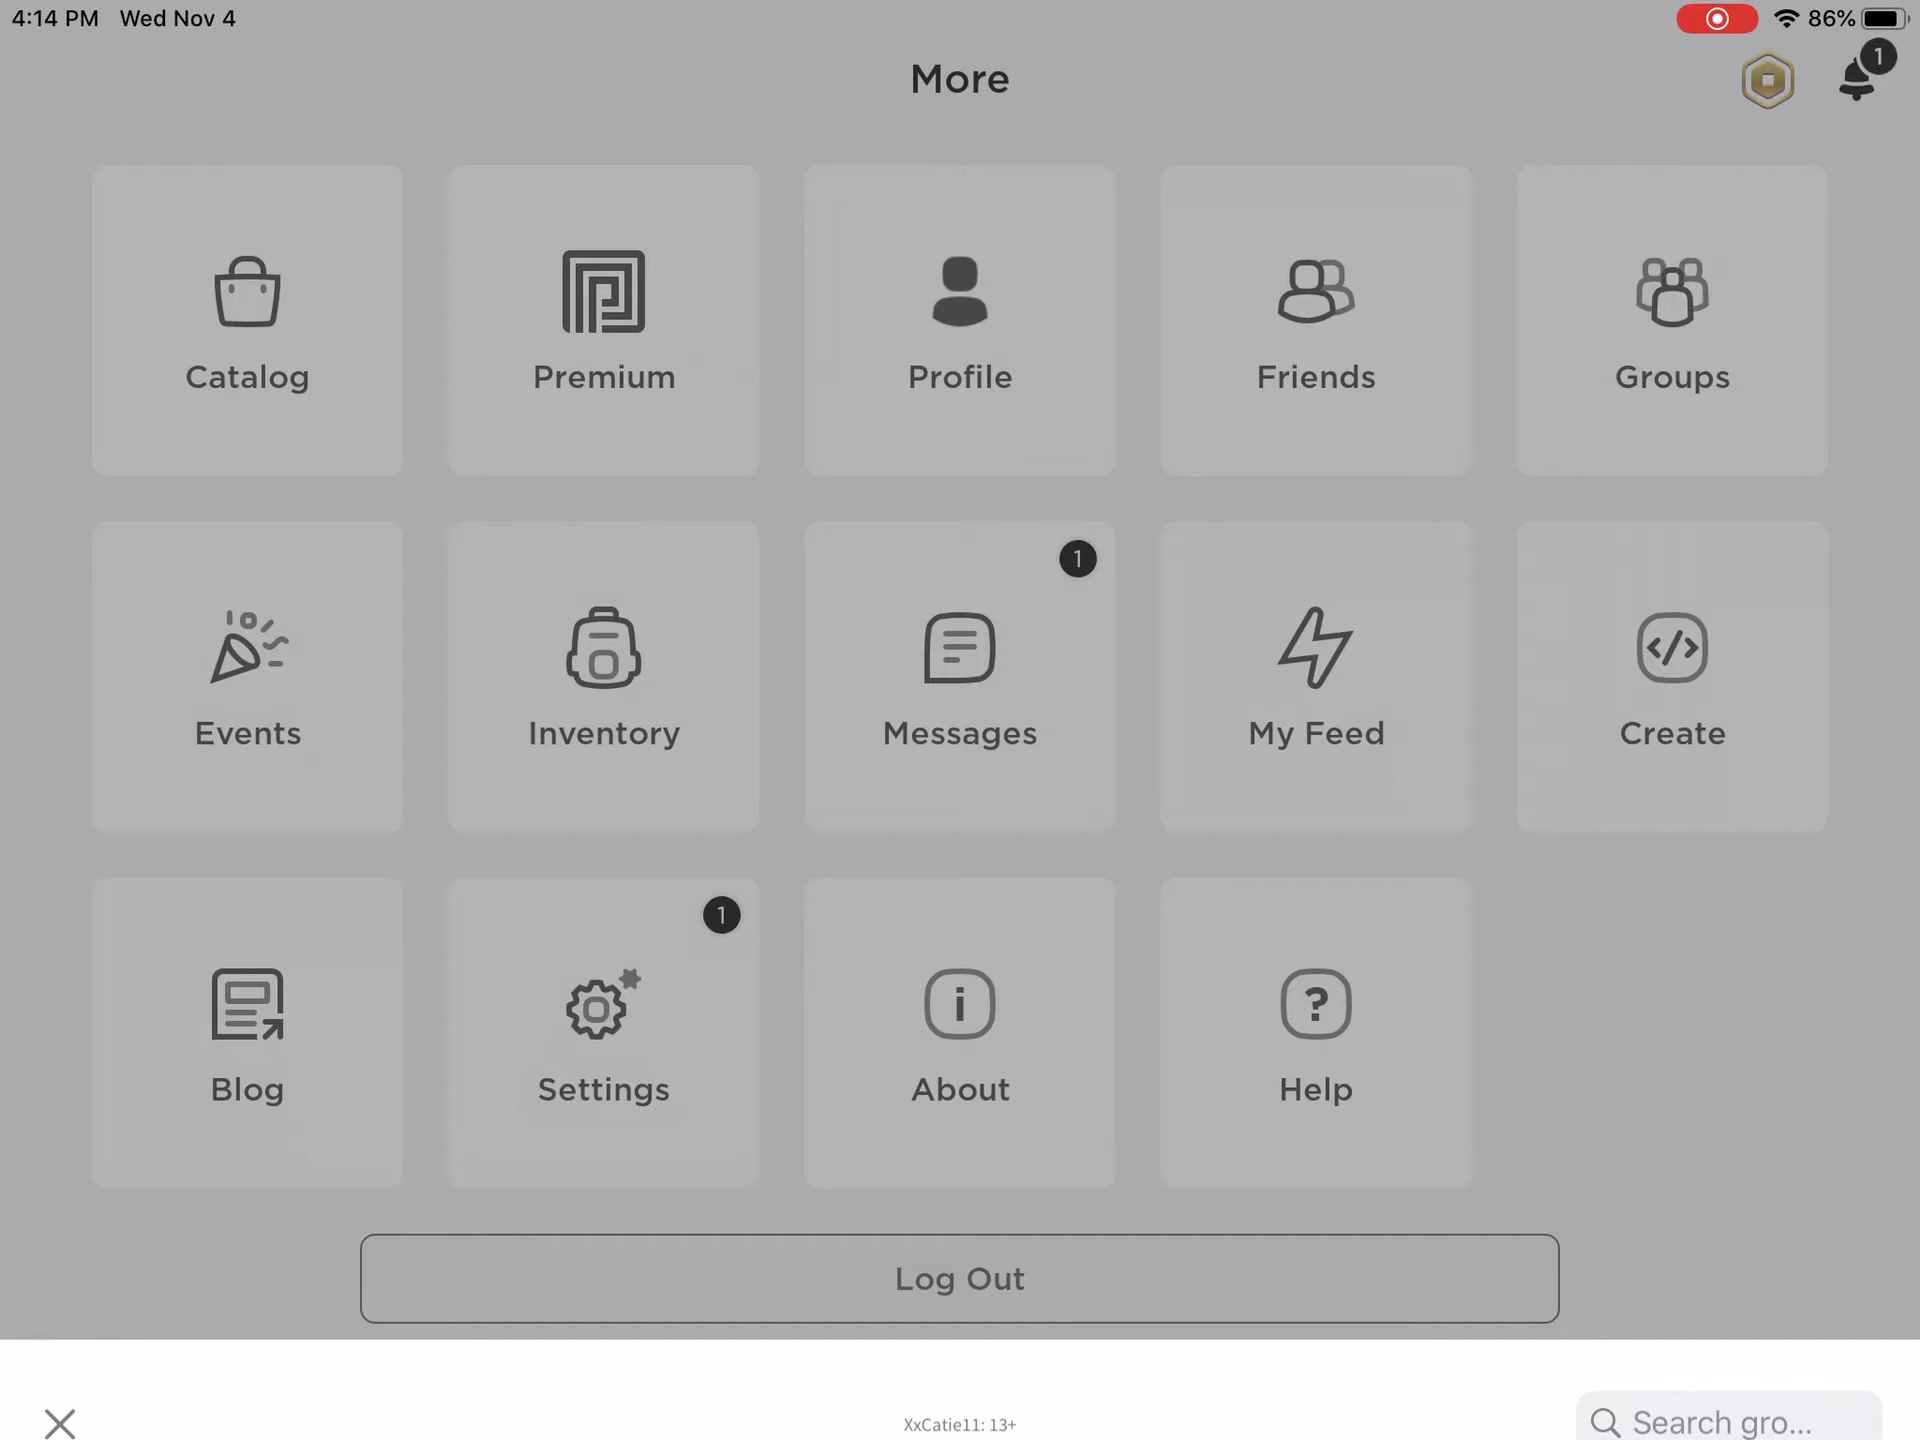 4:14 PM Wed Nov 4 86%
More
1
Catalog Premium Profile Friends Groups
1
Events Inventory Messages My Feed Create
1
Blog Settings About Help
Log Out
XxCatie11: 13+
Search gro...